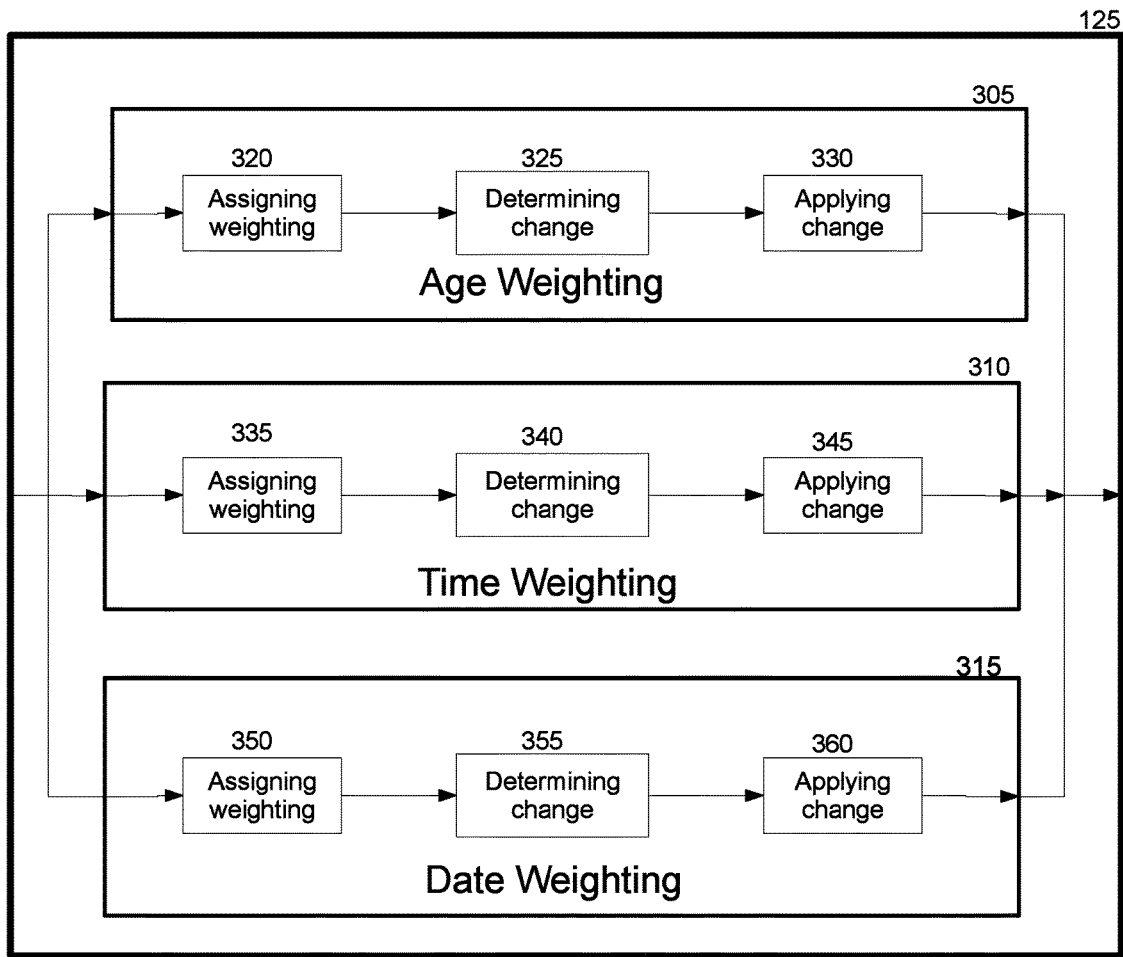 125
305
320 325 330
Assigning weighting
Determining change
Applying change
Age Weighting
310
335 340 345
Assigning weighting
Determining change
Applying change
Time Weighting
315
350 355 360
Assigning weighting
Determining change
Applying change
Date Weighting